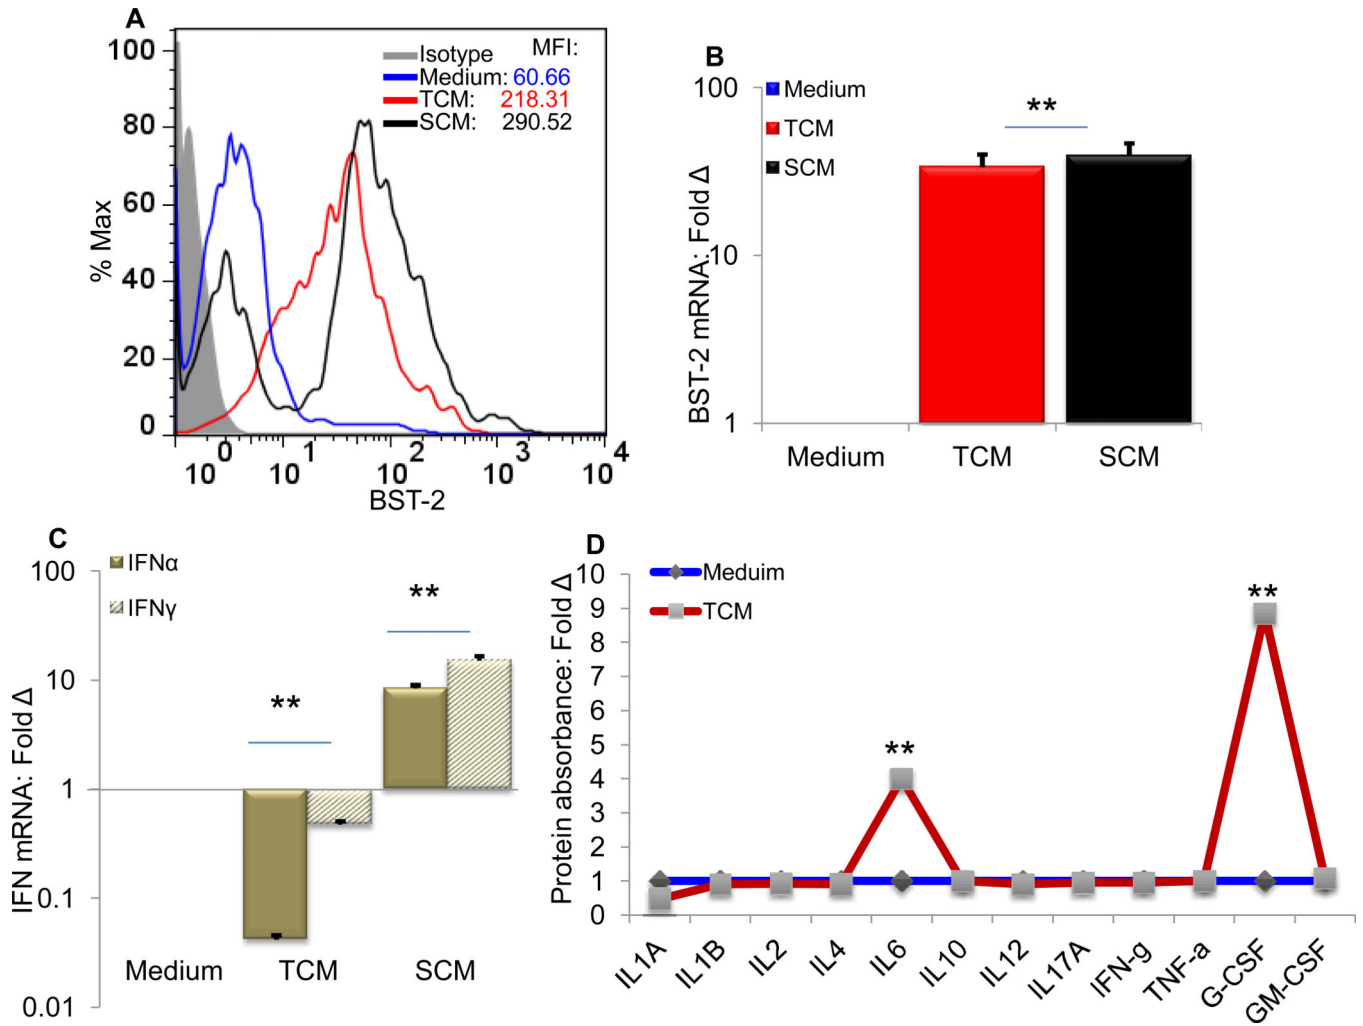 A
Isotype MFI:
Medium: 60.66
TCM: 218.31
SCM: 290.52
100
80
60
40
20
0
% Max
10 0 10 1 10 2 10 3 10 4
BST-2
B
Medium
TCM
SCM
**
100
10
1
BST-2 mRNA: Fold Δ
Medium TCM SCM
C
IFNα
IFNγ
**
**
100
10
1
0.1
0.01
IFN mRNA: Fold Δ
Medium TCM SCM
D
Meduim
TCM
**
**
10
9
8
7
6
5
4
3
2
1
0
Protein absorbance: Fold Δ
IL1A IL1B IL2 IL4 IL6 IL10 IL12 IL17A IFN-g TNF-a G-CSF GM-CSF